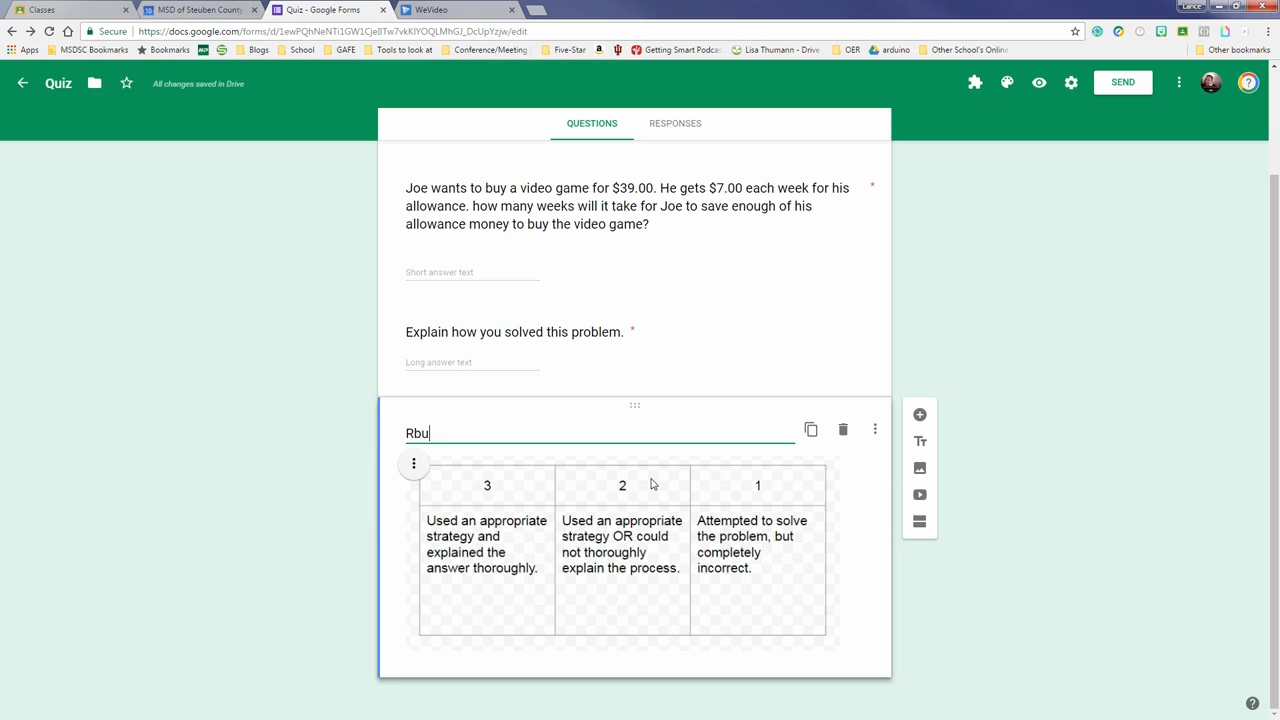 Classes
MSD of Steuben County
Quiz - Google Forms
WeVideo
Lance
Secure
https://docs.google.com/forms/d/1ewPQhNeNTi1GW1CjeIlTw7vkKlYOQLMhGJ_DcUpYzjw/edit
Apps
MSDSC Bookmarks
Bookmarks
Blogs
School
GAFE
Tools to look at
Conference/Meeting
Five-Star
Getting Smart Podca
Lisa Thumann - Goog
OER
arduino
Other School's Onlin
Other bookmarks
Quiz
All changes saved in Drive
SEND
QUESTIONS
RESPONSES
Joe wants to buy a video game for $39.00. He gets $7.00 each week for his *
allowance. how many weeks will it take for Joe to save enough of his
allowance money to buy the video game?
Short answer text
Explain how you solved this problem. *
Long answer text
Rbu
3
2
1
Used an appropriate
strategy and
explained the
answer thoroughly.
Used an appropriate
strategy OR could
not thoroughly
explain the process.
Attempted to solve
the problem, but
completely
incorrect.